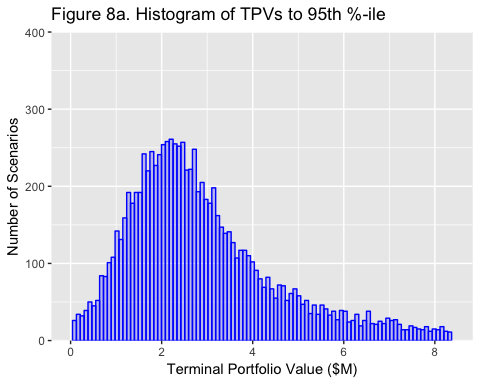 Figure 8a. Histogram of TPVs to 95th %-ile
400
300
200
100
0
Number of Scenarios
0 2 4 6 8
Terminal Portfolio Value ($M)